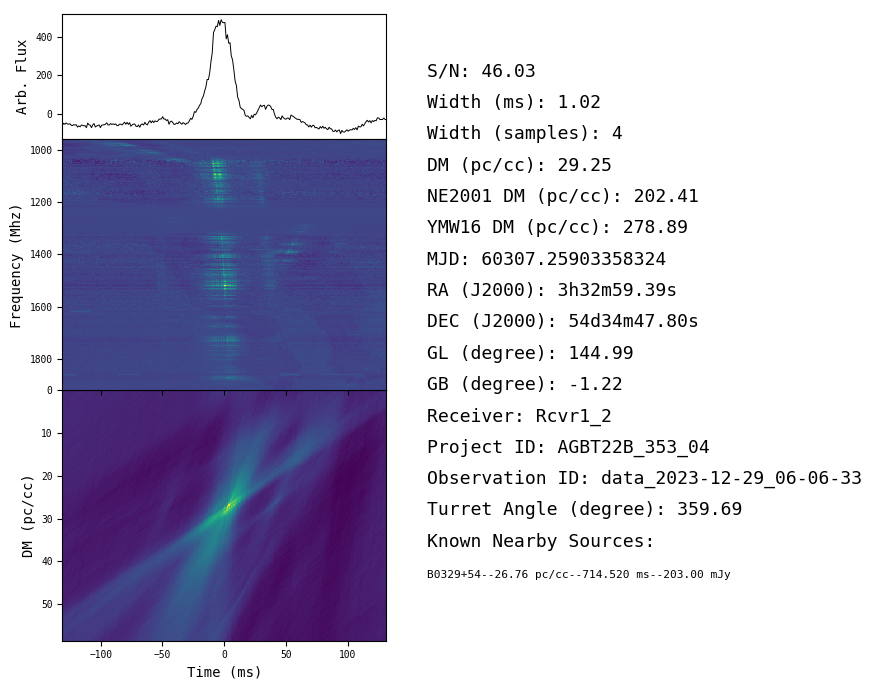 400
200
0
Arb. Flux
1000
1200
1400
1600
1800
Frequency (Mhz)
0
10
20
30
40
50
DM (pc/cc)
−100
−50
0
50
100
Time (ms)
S/N: 46.03
Width (ms): 1.02
Width (samples): 4
DM (pc/cc): 29.25
NE2001 DM (pc/cc): 202.41
YMW16 DM (pc/cc): 278.89
MJD: 60307.25903358324
RA (J2000): 3h32m59.39s
DEC (J2000): 54d34m47.80s
GL (degree): 144.99
GB (degree): -1.22
Receiver: Rcvr1_2
Project ID: AGBT22B_353_04
Observation ID: data_2023-12-29_06-06-33
Turret Angle (degree): 359.69
Known Nearby Sources:
B0329+54--26.76 pc/cc--714.520 ms--203.00 mJy